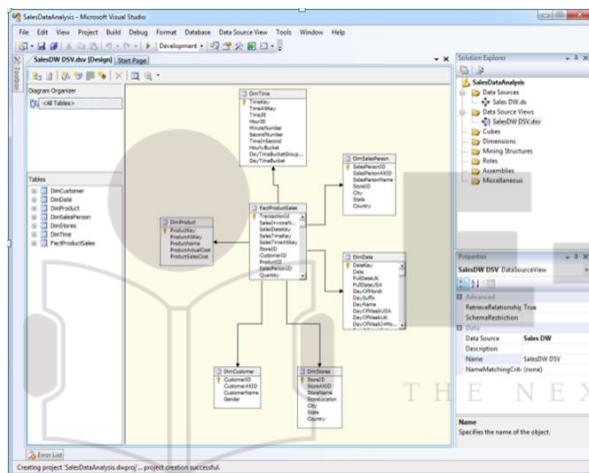 SalesDataAnalysis - Microsoft Visual Studio
File Edit View Project Build Debug Format Database Data Source View Tools Window Help
Development
SalesDW DSV.dsv [Design] Start Page
Diagram Organizer
<All Tables>
Tables
DimCustomer
DimDate
DimProduct
DimSalesPerson
DimStores
DimTime
FactProductSales
DimTime
TimeKey
TimeAltKey
Time30
Hour30
MinuteNumber
SecondNumber
TimeInSecond
HourlyBucket
DayTimeBucketGroup...
DayTimeBucket
DimSalesPerson
SalesPersonID
SalesPersonAltID
SalesPersonName
StoreID
City
State
Country
FactProductSales
TransactionId
SalesInvoiceN...
SalesDateKey
SalesTimeKey
SalesTimeAltKey
StoreID
CustomerID
ProductID
SalesPersonID
Quantity
DimProduct
ProductKey
ProductAltKey
ProductName
ProductActualCost
ProductSalesCost
DimDate
DateKey
Date
FullDateUK
FullDateUSA
DayOfMonth
DaySuffix
DayName
DayOfWeekUSA
DayOfWeekUK
DayOfWeekInMo...
DimCustomer
CustomerID
CustomerAltID
CustomerName
Gender
DimStores
StoreID
StoreAltID
StoreName
StoreLocation
City
State
Country
Solution Explorer
SalesDataAnalysis
Data Sources
Sales DW.ds
Data Source Views
SalesDW DSV.dsv
Cubes
Dimensions
Mining Structures
Roles
Assemblies
Miscellaneous
Properties
SalesDW DSV DataSourceView
Advanced
RetrieveRelationship True
SchemaRestriction
Data
Data Source Sales DW
Description
Name SalesDW DSV
NameMatchingCrit (none)
THE NEX
Name
Specifies the name of the object.
Error List
Creating project 'SalesDataAnalysis.dwproj'... project creation successful.